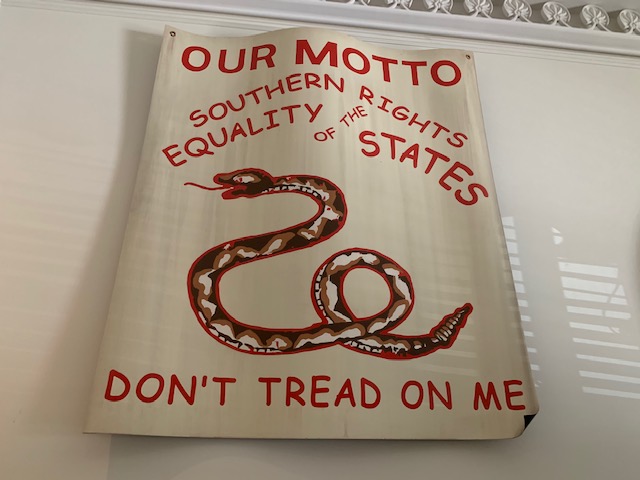 OUR MOTTO
SOUTHERN RIGHTS
EQUALITY OF THE STATES
DON'T TREAD ON ME